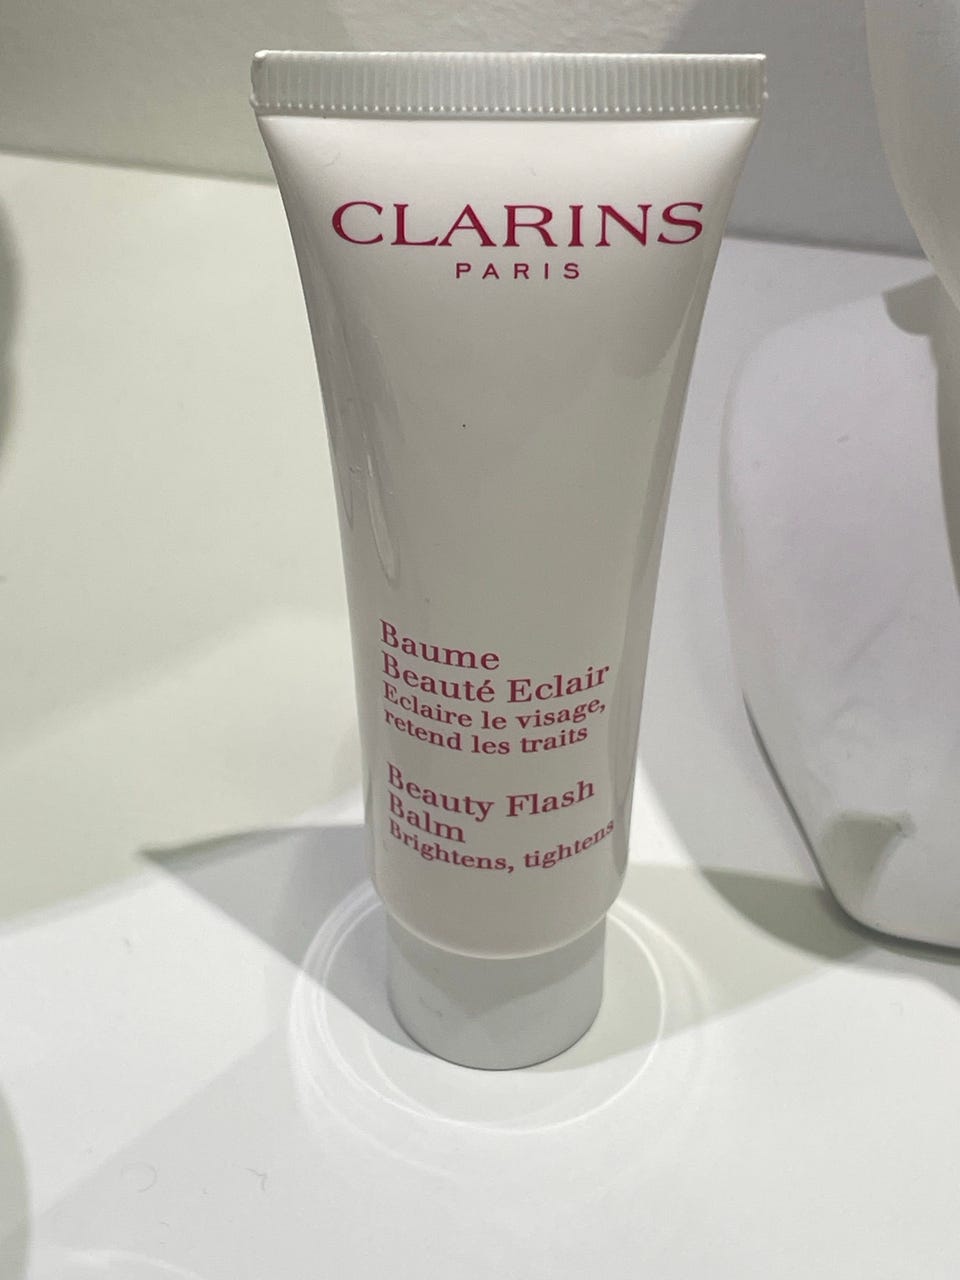 CLARINS
PARIS
Baume
Beauté Eclair
Eclaire le visage,
retend les traits
Beauty Flash
Balm
Brightens, tightens